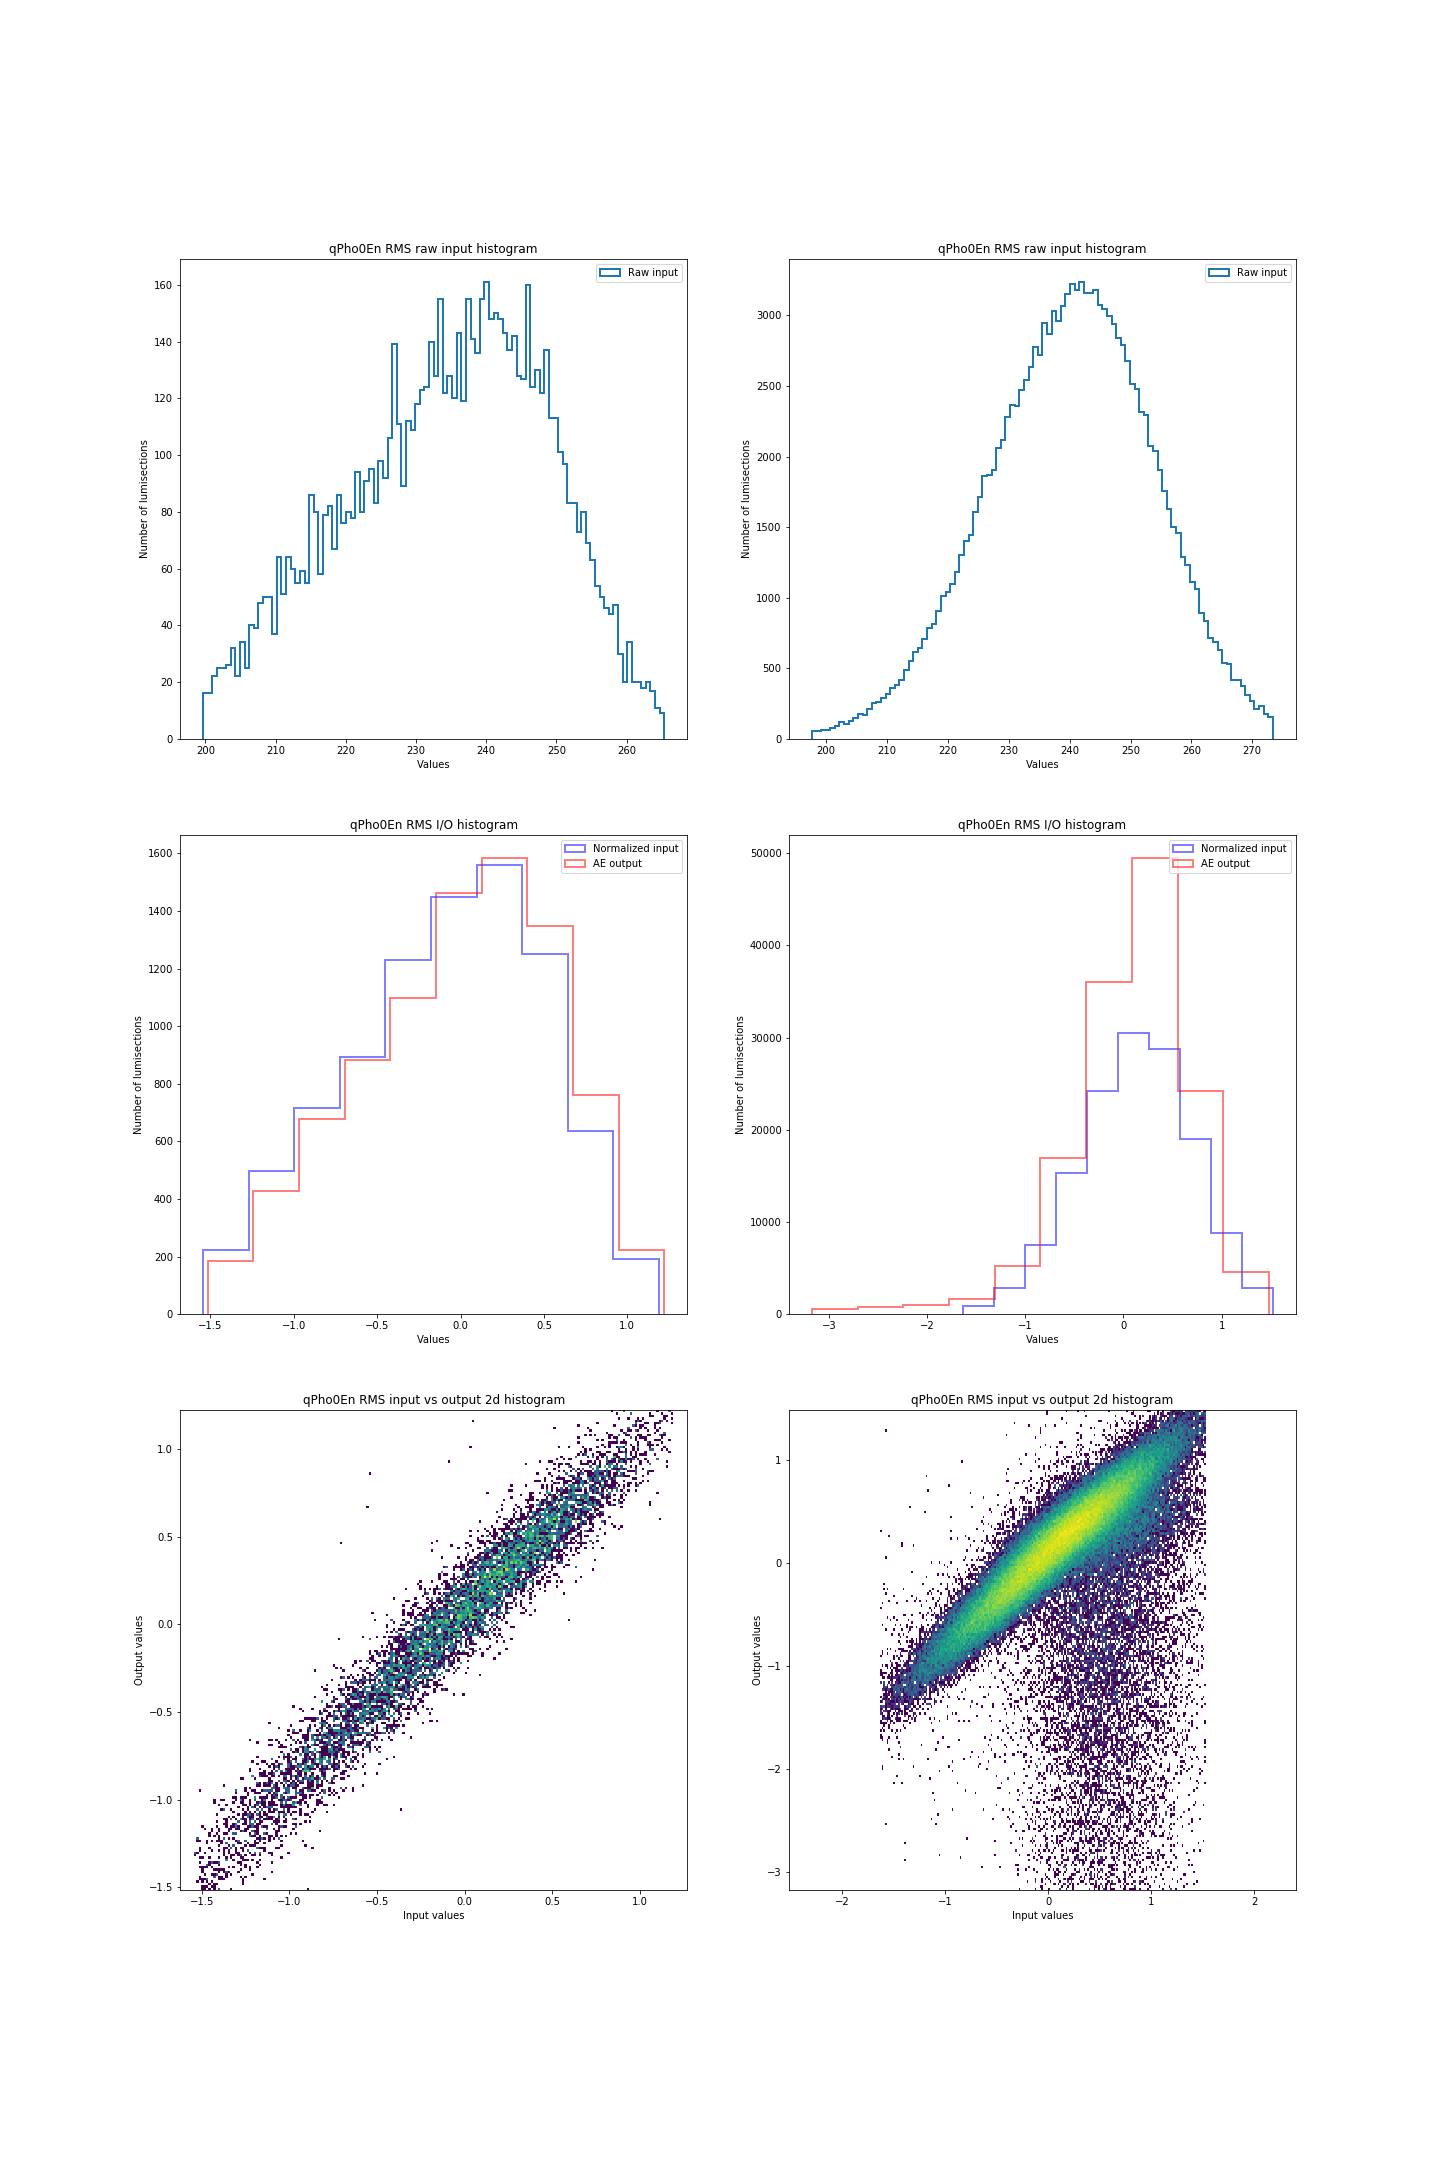 qPho0En RMS raw input histogram
Raw input
160
140
120
100
80
60
40
20
0
Number of lumisections
200 210 220 230 240 250 260
Values
qPho0En RMS raw input histogram
Raw input
3000
2500
2000
1500
1000
500
0
Number of lumisections
200 210 220 230 240 250 260 270
Values
qPho0En RMS I/O histogram
Normalized input
AE output
1600
1400
1200
1000
800
600
400
200
0
Number of lumisections
−1.5 −1.0 −0.5 0.0 0.5 1.0
Values
qPho0En RMS I/O histogram
Normalized input
AE output
50000
40000
30000
20000
10000
0
Number of lumisections
−3 −2 −1 0 1
Values
qPho0En RMS input vs output 2d histogram
1.0
0.5
0.0
−0.5
−1.0
−1.5
Output values
−1.5 −1.0 −0.5 0.0 0.5 1.0
Input values
qPho0En RMS input vs output 2d histogram
1
0
−1
−2
−3
Output values
−2 −1 0 1 2
Input values